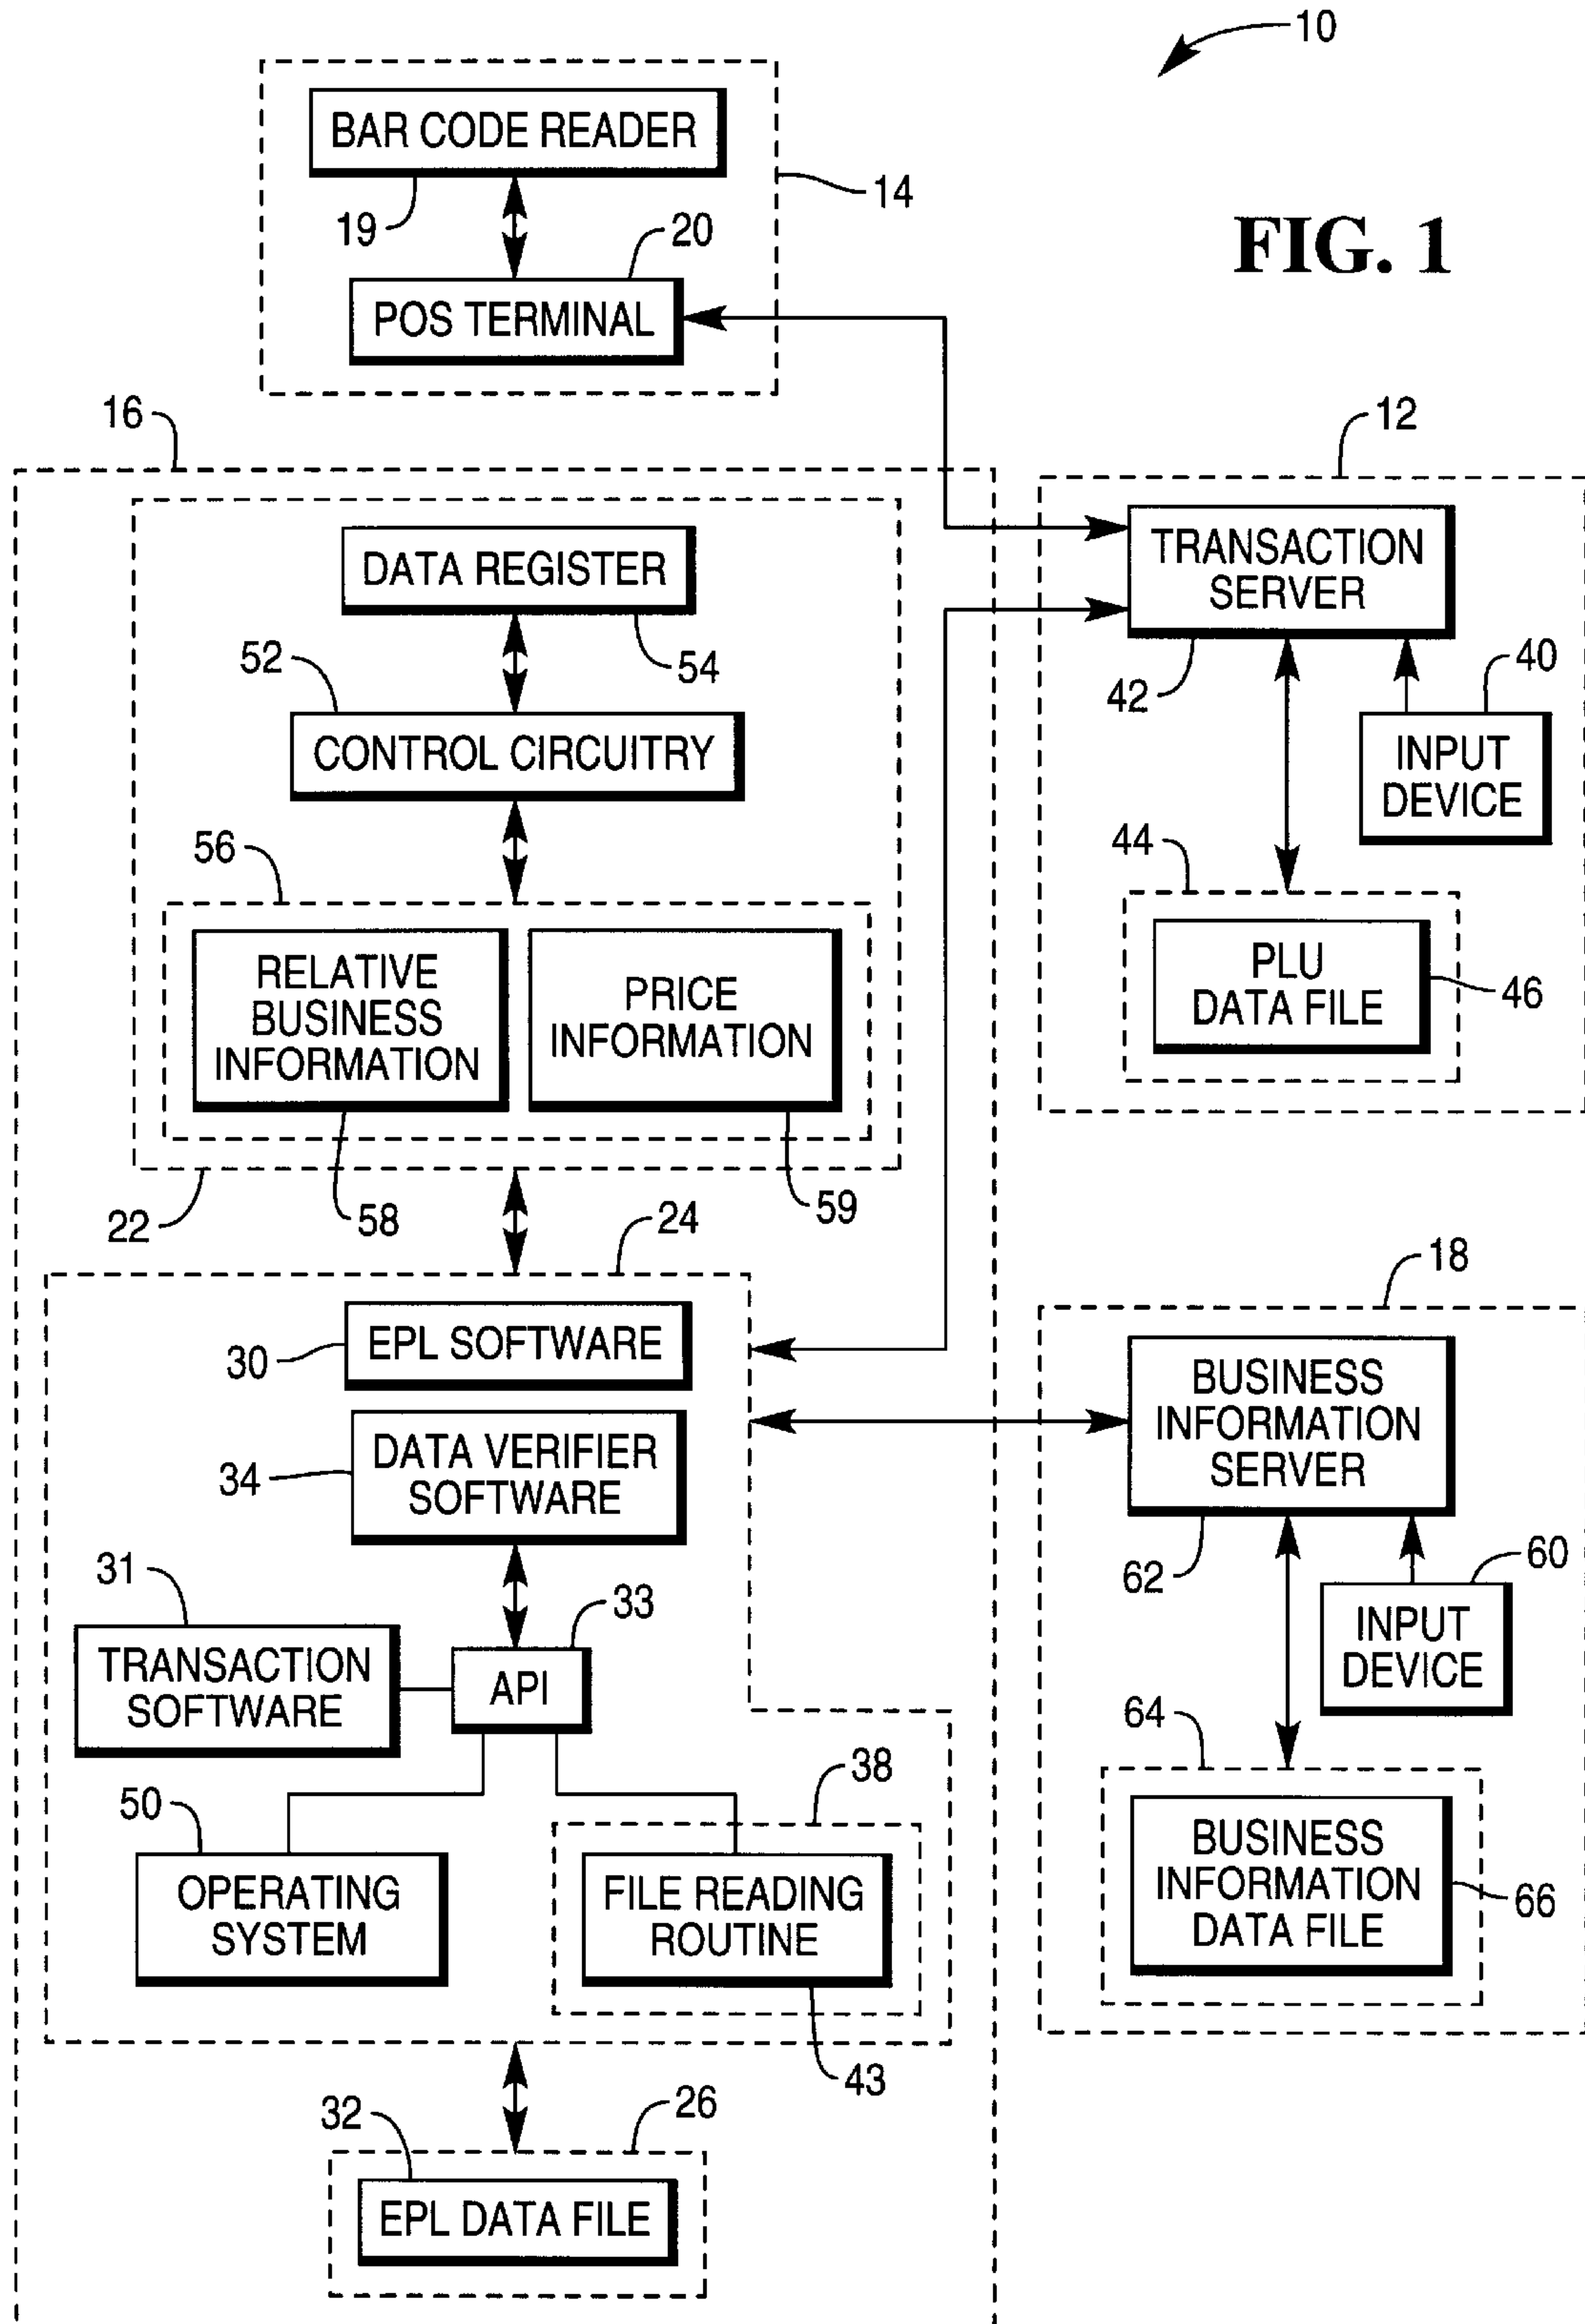 10
BAR CODE READER
14
19
20
FIG. 1
POS TERMINAL
16
12
DATA REGISTER
TRANSACTION
SERVER
52
54
42
40
CONTROL CIRCUITRY
INPUT
DEVICE
56
44
RELATIVE
BUSINESS
INFORMATION
PRICE
INFORMATION
PLU
DATA FILE
46
22
58
59
24
18
EPL SOFTWARE
30
BUSINESS
INFORMATION
SERVER
DATA VERIFIER
SOFTWARE
34
31
33
62
60
TRANSACTION
SOFTWARE
API
INPUT
DEVICE
64
38
50
OPERATING
SYSTEM
FILE READING
ROUTINE
BUSINESS
INFORMATION
DATA FILE
66
43
32
26
EPL DATA FILE